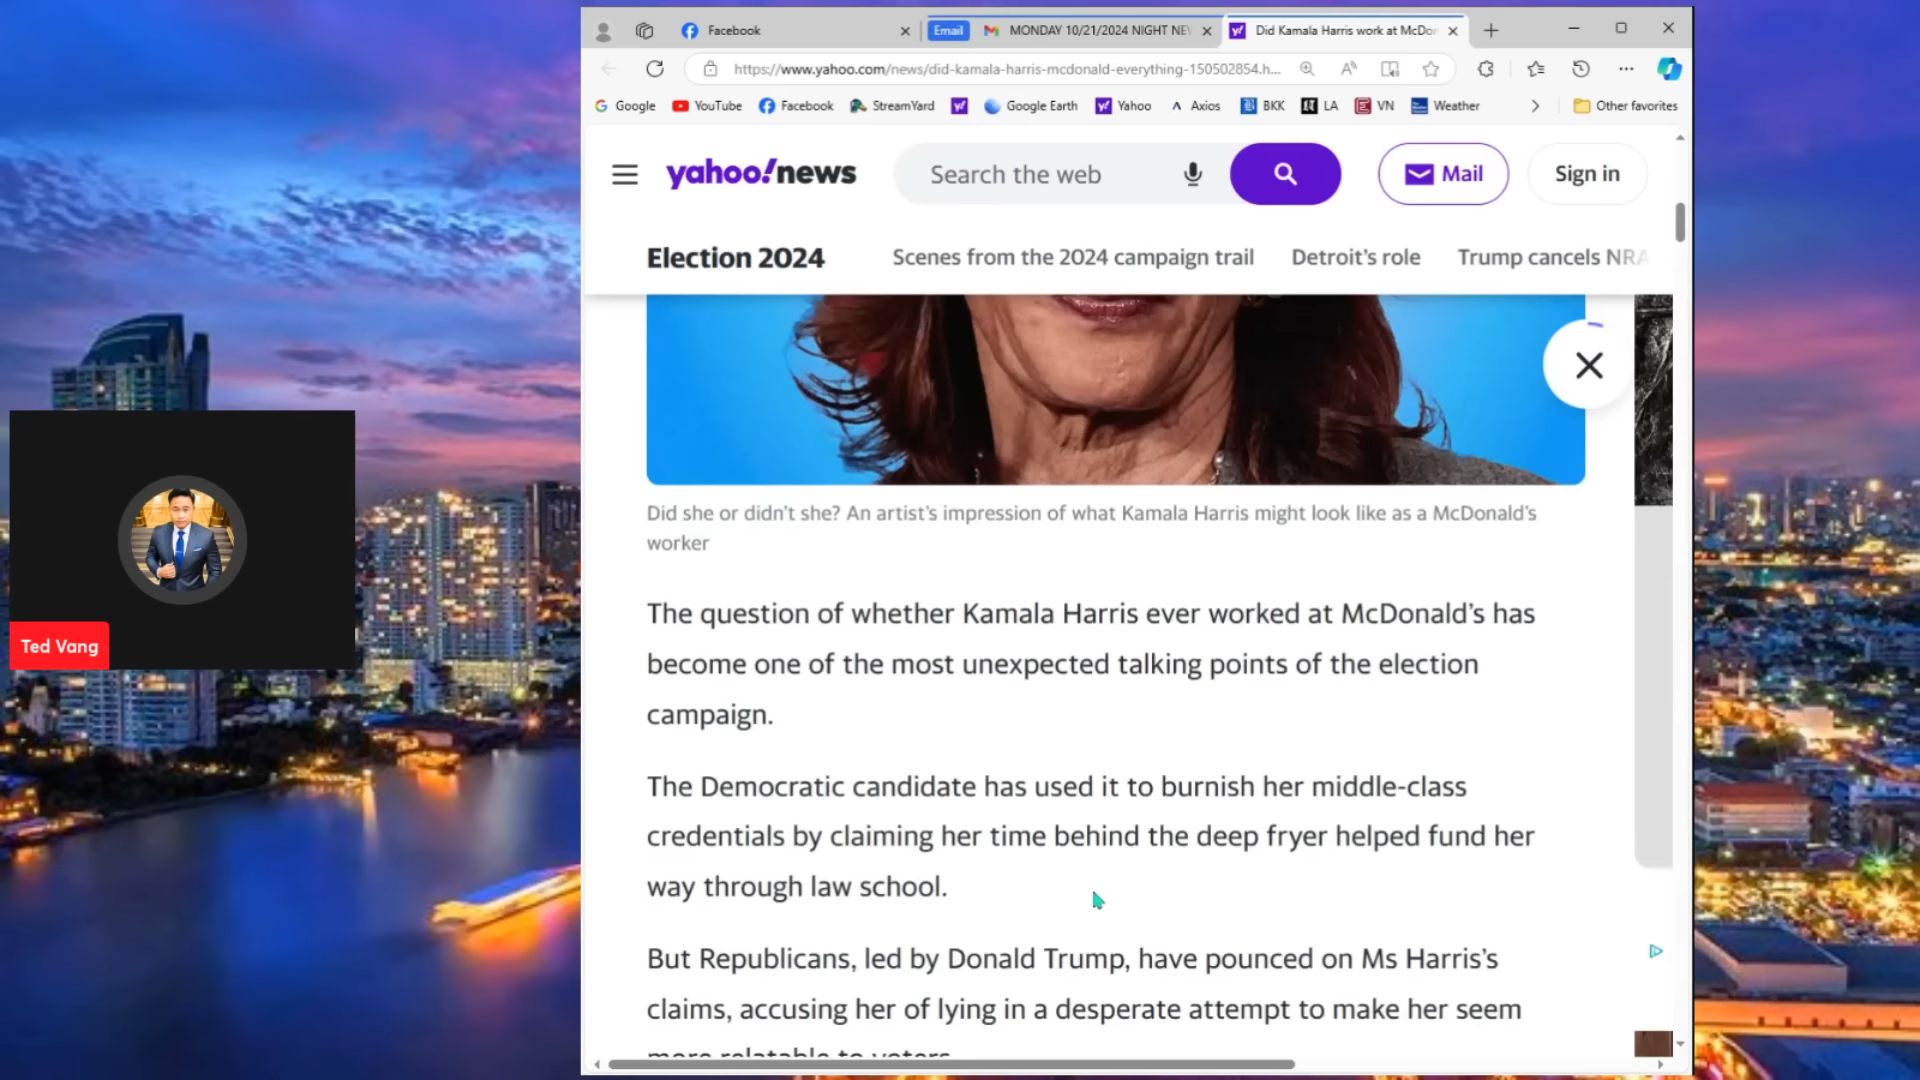 Facebook
Email
MONDAY 10/21/2024 NIGHT NE
Did Kamala Harris work at McDo
https://www.yahoo.com/news/did-kamala-harris-mcdonald-everything-150502854.h...
Google
YouTube
Facebook
StreamYard
Google Earth
Yahoo
Axios
BKK
LA
VN
Weather
Other favorites
yahoo!news
Search the web
Mail
Sign in
Election 2024
Scenes from the 2024 campaign trail
Detroit's role
Trump cancels NRA
Did she or didn't she? An artist's impression of what Kamala Harris might look like as a McDonald's
worker
The question of whether Kamala Harris ever worked at McDonald's has
become one of the most unexpected talking points of the election
campaign.
The Democratic candidate has used it to burnish her middle-class
credentials by claiming her time behind the deep fryer helped fund her
way through law school.
But Republicans, led by Donald Trump, have pounced on Ms Harris's
claims, accusing her of lying in a desperate attempt to make her seem
more relatable to voters
Ted Vang